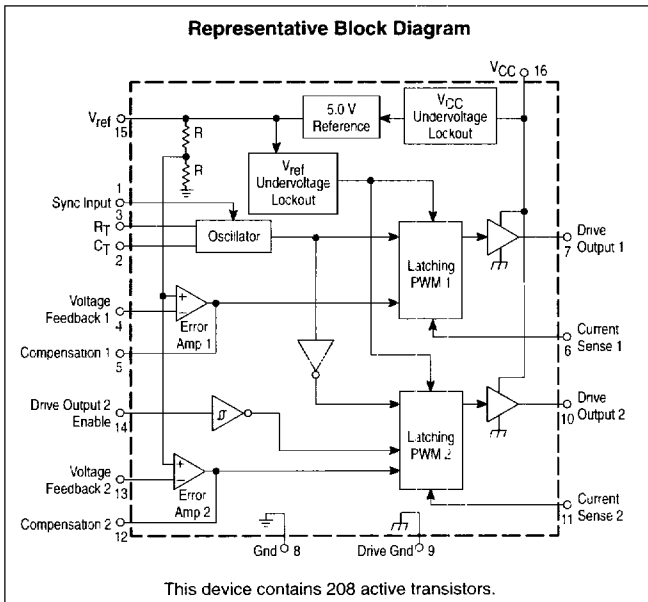 Representative Block Diagram
VCC
16
Vref
15
R
R
5.0 V
Reference
VCC
Undervoltage
Lockout
Vref
Undervoltage
Lockout
1
Sync Input
3
RT
CT
2
Oscillator
Latching
PWM 1
Drive
Output 1
7
Voltage
Feedback 1
4
+
–
Error
Amp 1
Current
Sense 1
6
Compensation 1
5
Drive Output 2
Enable
14
Latching
PWM 2
Drive
Output 2
10
Voltage
Feedback 2
13
+
–
Error
Amp 2
Current
Sense 2
11
Compensation 2
12
Gnd
8
Drive Gnd
9
This device contains 208 active transistors.